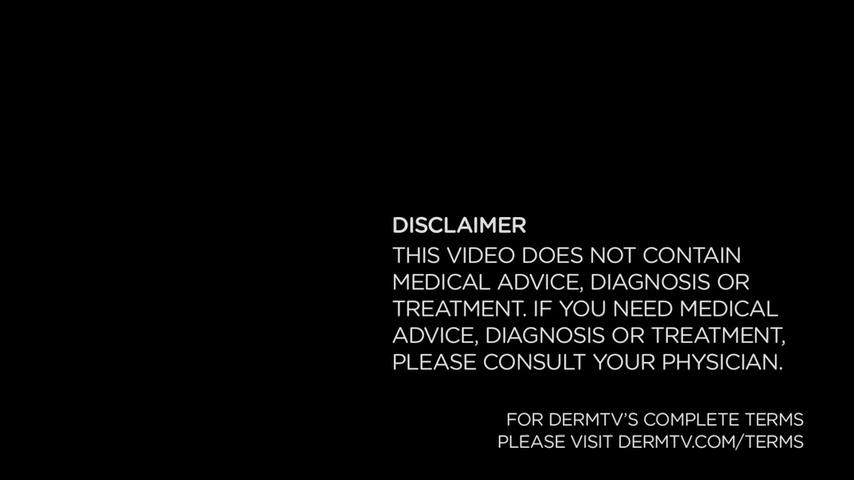 DISCLAIMER
THIS VIDEO DOES NOT CONTAIN
MEDICAL ADVICE, DIAGNOSIS OR
TREATMENT. IF YOU NEED MEDICAL
ADVICE, DIAGNOSIS OR TREATMENT,
PLEASE CONSULT YOUR PHYSICIAN.
FOR DERMTV'S COMPLETE TERMS
PLEASE VISIT DERMTV.COM/TERMS